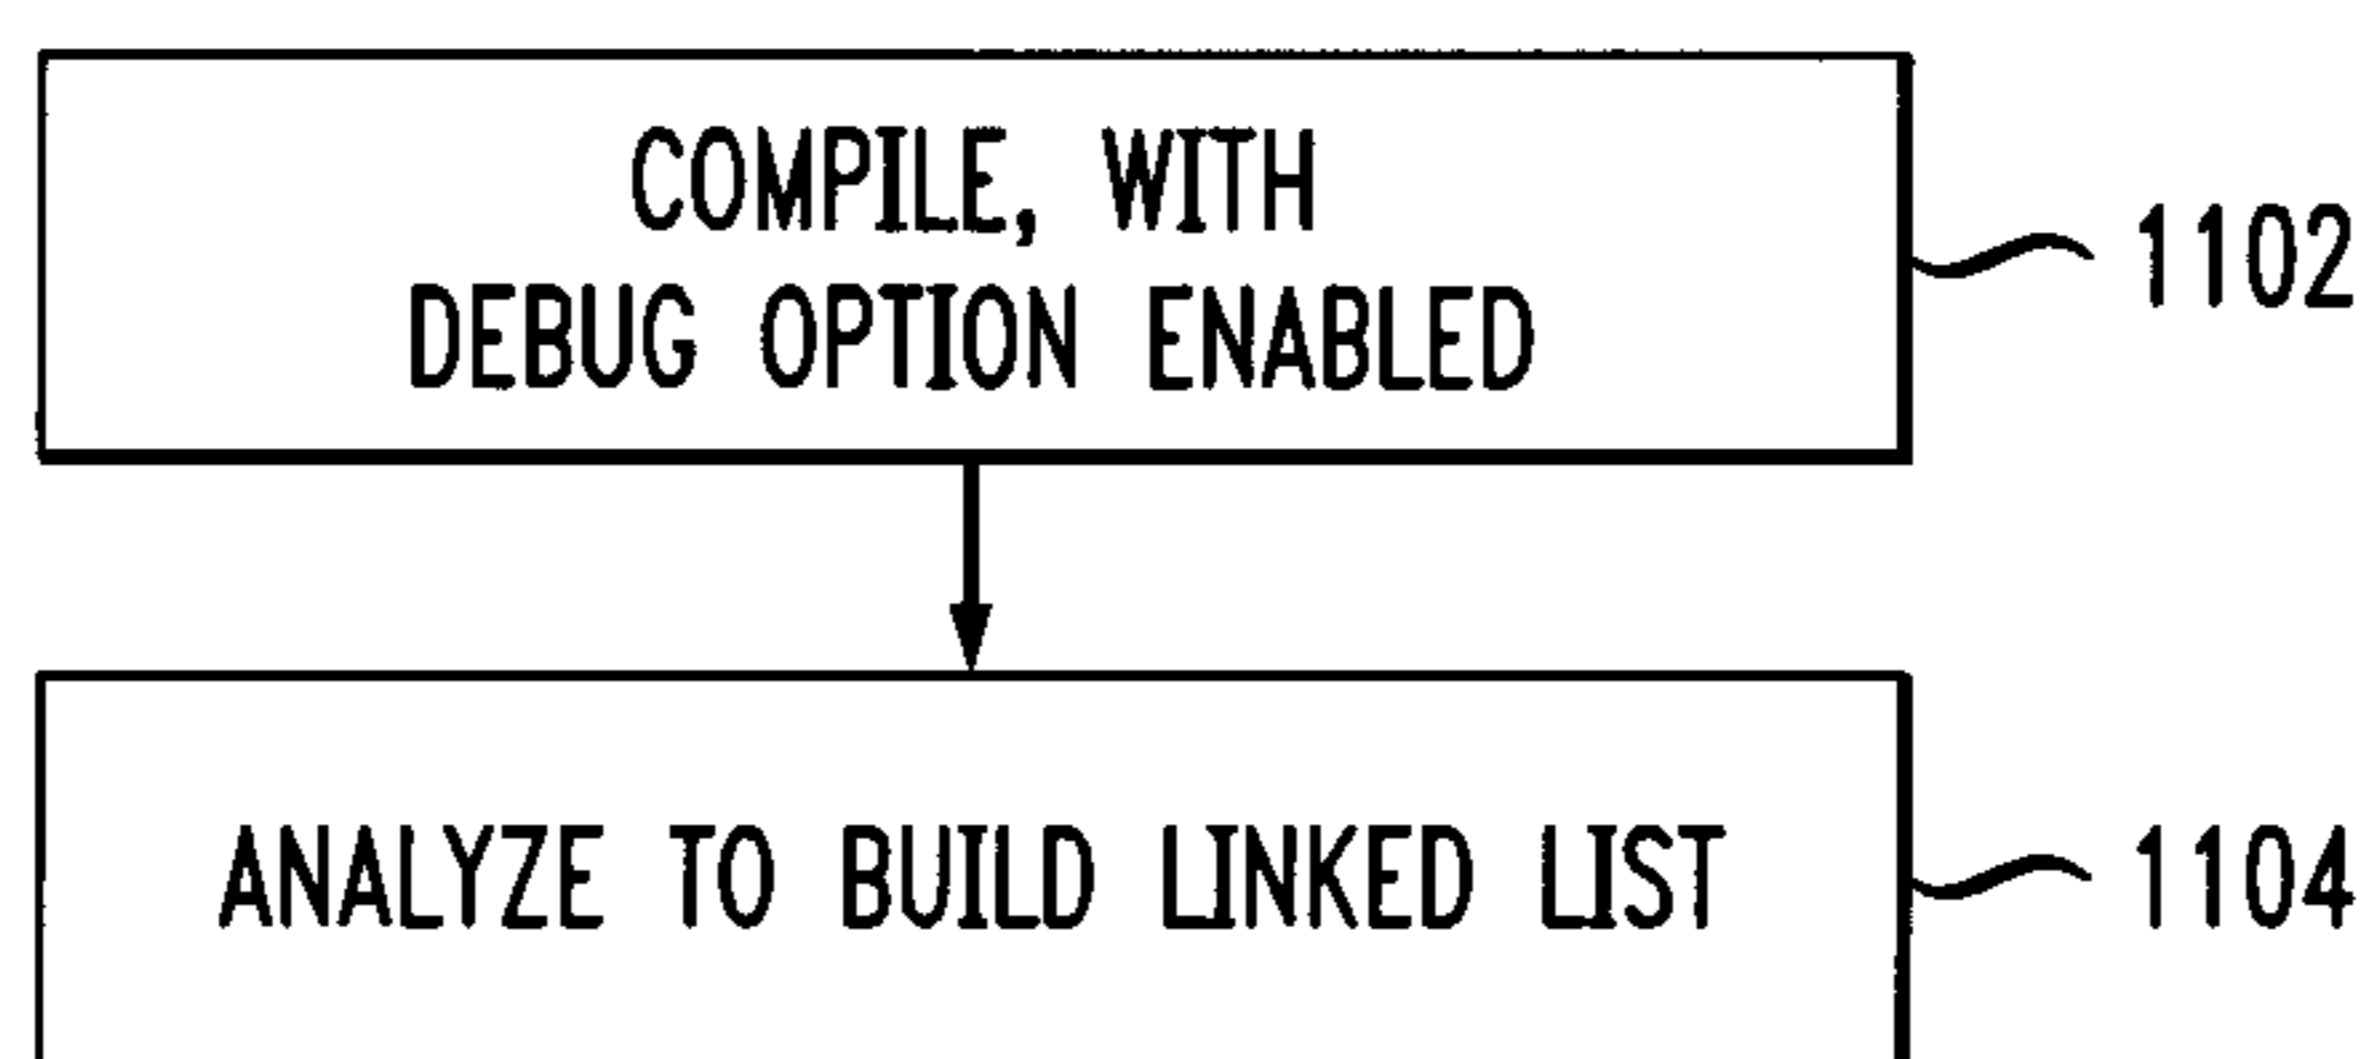 COMPILE, WITH
DEBUG OPTION ENABLED
1102
ANALYZE TO BUILD LINKED LIST
1104